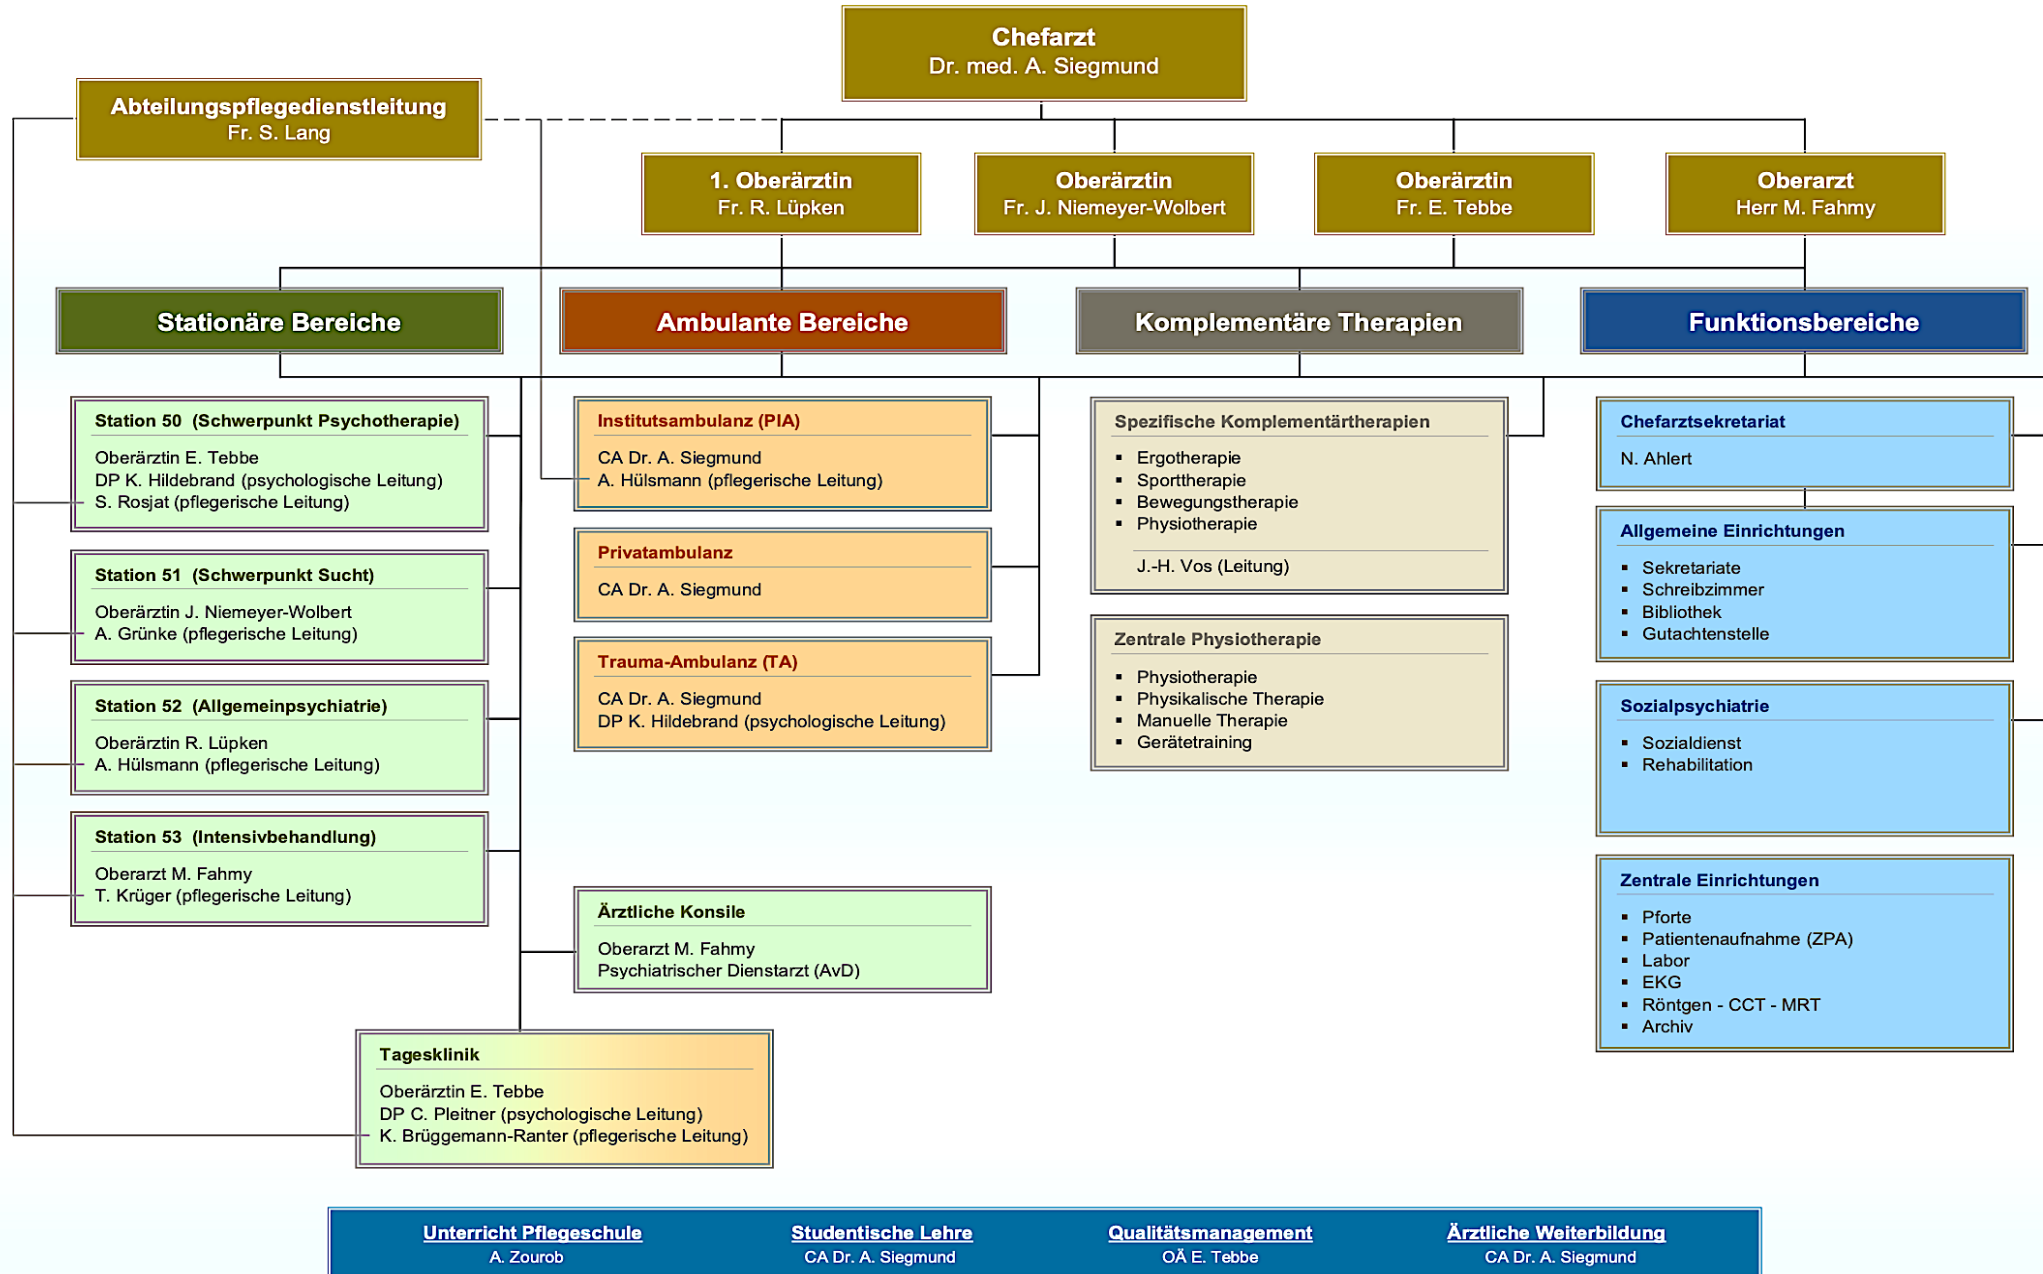 Chefarzt
Dr. med. A. Siegmund
Abteilungspflegedienstleitung
Fr. S. Lang
1. Oberärztin
Fr. R. Lüpken
Oberärztin
Fr. J. Niemeyer-Wolbert
Oberärztin
Fr. E. Tebbe
Oberarzt
Herr M. Fahmy
Stationäre Bereiche
Ambulante Bereiche
Komplementäre Therapien
Funktionsbereiche
Station 50 (Schwerpunkt Psychotherapie)
Oberärztin E. Tebbe
DP K. Hildebrand (psychologische Leitung)
S. Rosjat (pflegerische Leitung)
Station 51 (Schwerpunkt Sucht)
Oberärztin J. Niemeyer-Wolbert
A. Grünke (pflegerische Leitung)
Station 52 (Allgemeinpsychiatrie)
Oberärztin R. Lüpken
A. Hülsmann (pflegerische Leitung)
Station 53 (Intensivbehandlung)
Oberarzt M. Fahmy
T. Krüger (pflegerische Leitung)
Institutsambulanz (PIA)
CA Dr. A. Siegmund
A. Hülsmann (pflegerische Leitung)
Privatambulanz
CA Dr. A. Siegmund
Trauma-Ambulanz (TA)
CA Dr. A. Siegmund
DP K. Hildebrand (psychologische Leitung)
Ärztliche Konsile
Oberarzt M. Fahmy
Psychiatrischer Dienstarzt (AvD)
Tagesklinik
Oberärztin E. Tebbe
DP C. Pleitner (psychologische Leitung)
K. Brüggemann-Ranter (pflegerische Leitung)
Spezifische Komplementärtherapien
▪ Ergotherapie
▪ Sporttherapie
▪ Bewegungstherapie
▪ Physiotherapie
J.-H. Vos (Leitung)
Zentrale Physiotherapie
▪ Physiotherapie
▪ Physikalische Therapie
▪ Manuelle Therapie
▪ Gerätetraining
Chefarztsekretariat
N. Ahlert
Allgemeine Einrichtungen
▪ Sekretariate
▪ Schreibzimmer
▪ Bibliothek
▪ Gutachtenstelle
Sozialpsychiatrie
▪ Sozialdienst
▪ Rehabilitation
Zentrale Einrichtungen
▪ Pforte
▪ Patientenaufnahme (ZPA)
▪ Labor
▪ EKG
▪ Röntgen - CCT - MRT
▪ Archiv
Unterricht Pflegeschule
A. Zourob
Studentische Lehre
CA Dr. A. Siegmund
Qualitätsmanagement
OÄ E. Tebbe
Ärztliche Weiterbildung
CA Dr. A. Siegmund